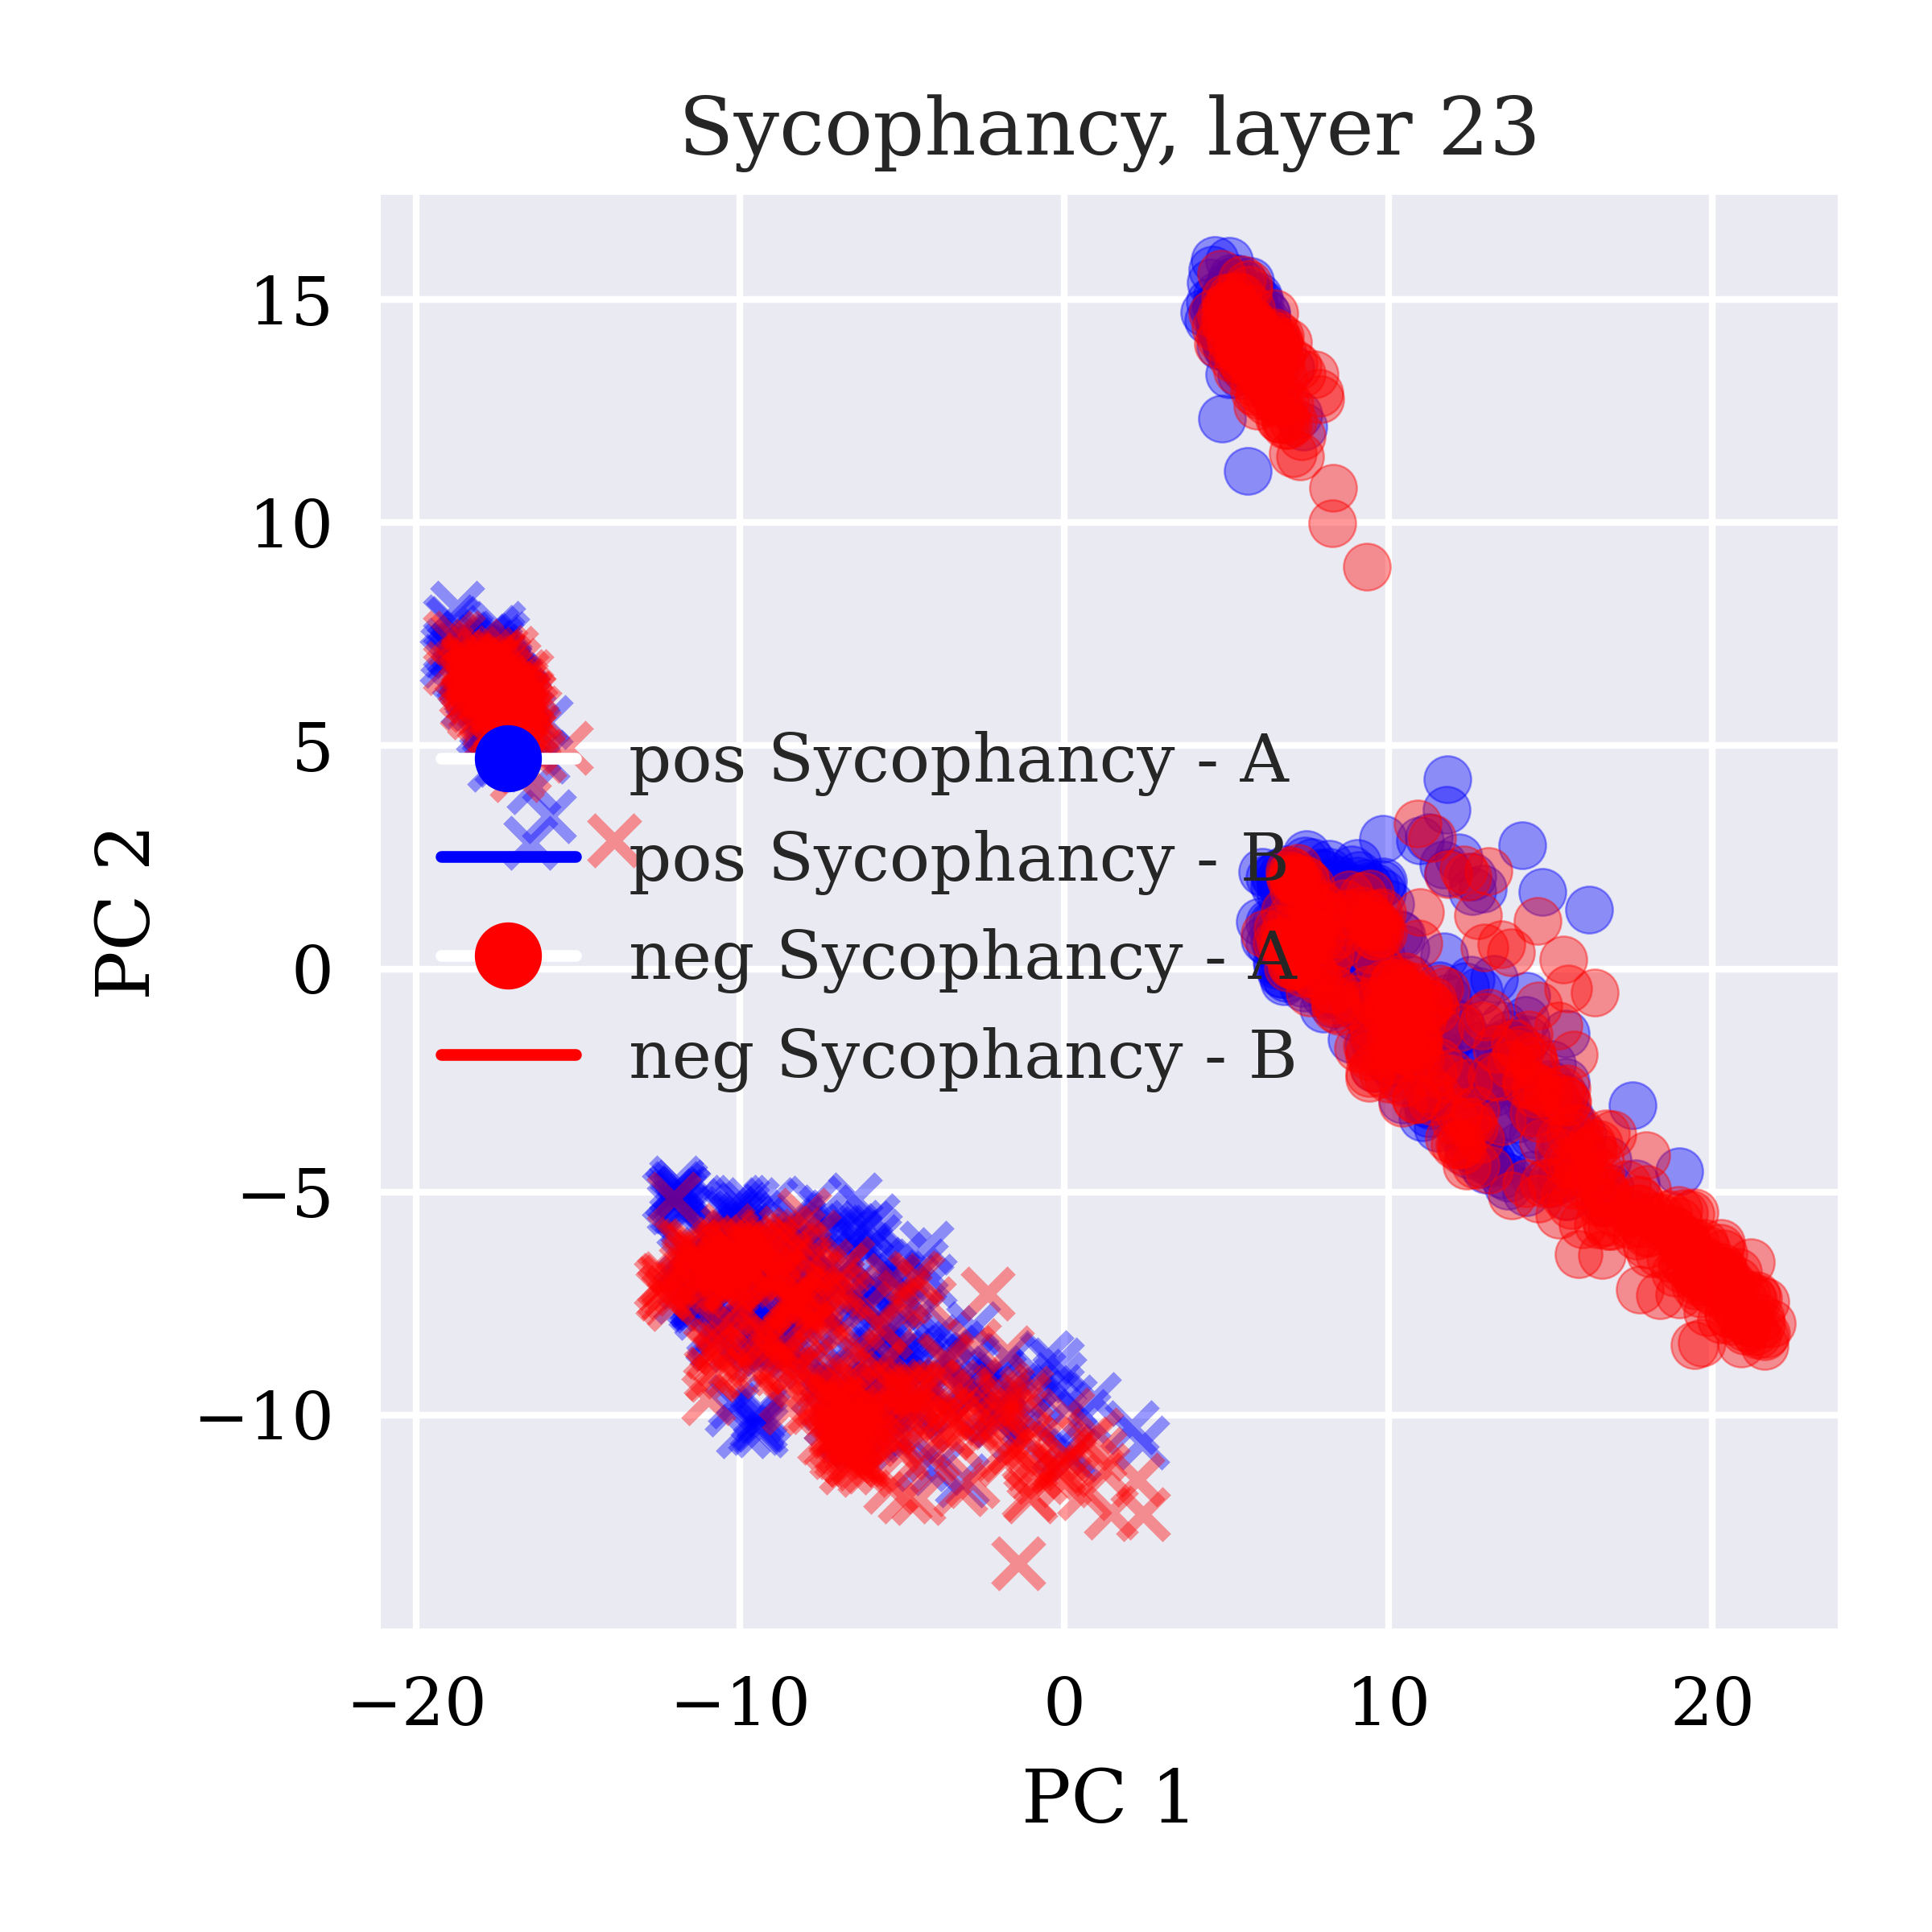 Sycophancy, layer 23
15
10
5
0
−5
−10
PC 2
pos Sycophancy - A
pos Sycophancy - B
neg Sycophancy - A
neg Sycophancy - B
−20 −10 0 10 20
PC 1